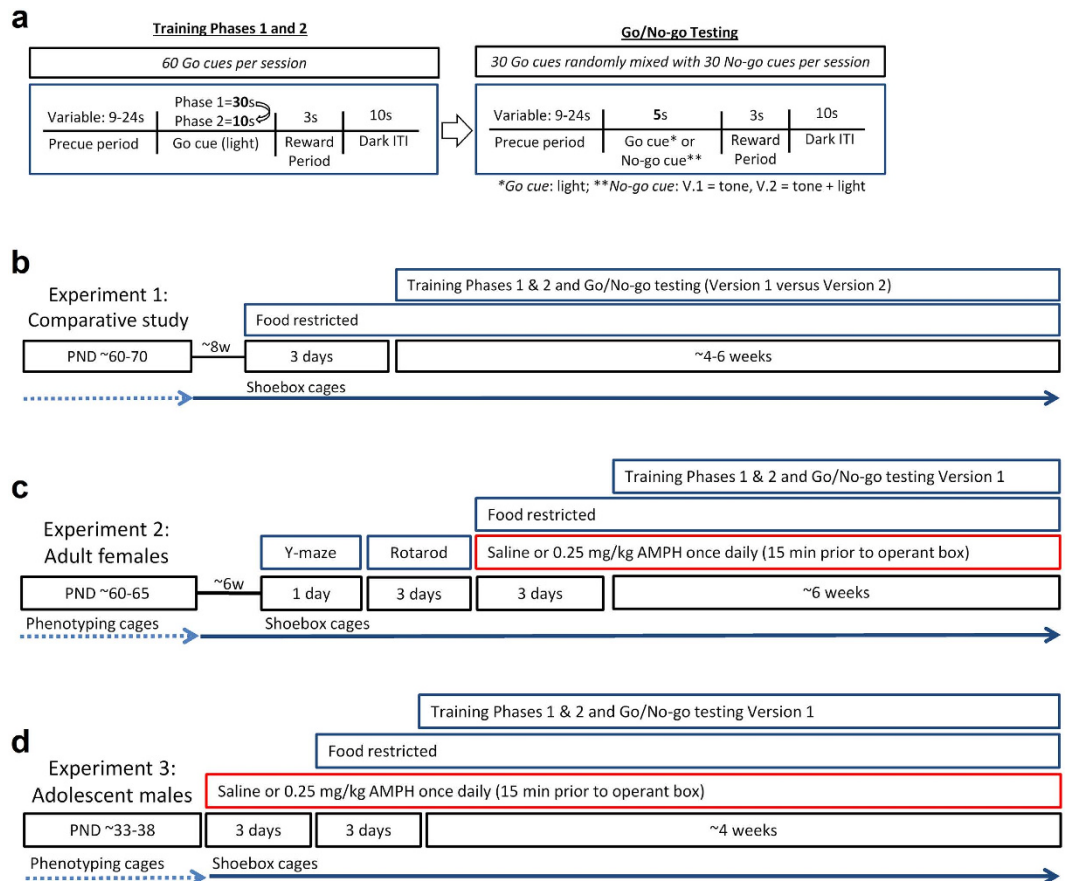 a
Training Phases 1 and 2
60 Go cues per session
Variable: 9-24s
Phase 1=30s
Phase 2=10s
3s
10s
Precue period
Go cue (light)
Reward
Period
Dark ITI
Go/No-go Testing
30 Go cues randomly mixed with 30 No-go cues per session
Variable: 9-24s
5s
3s
10s
Precue period
Go cue* or
No-go cue**
Reward
Period
Dark ITI
*Go cue: light; **No-go cue: V.1 = tone, V.2 = tone + light
b
Experiment 1:
Comparative study
Training Phases 1 & 2 and Go/No-go testing (Version 1 versus Version 2)
Food restricted
PND ~60-70
~8w
3 days
~4-6 weeks
Shoebox cages
c
Experiment 2:
Adult females
Training Phases 1 & 2 and Go/No-go testing Version 1
Food restricted
Y-maze
Rotarod
Saline or 0.25 mg/kg AMPH once daily (15 min prior to operant box)
PND ~60-65
~6w
1 day
3 days
3 days
~6 weeks
Phenotyping cages
Shoebox cages
d
Experiment 3:
Adolescent males
Training Phases 1 & 2 and Go/No-go testing Version 1
Food restricted
Saline or 0.25 mg/kg AMPH once daily (15 min prior to operant box)
PND ~33-38
3 days
3 days
~4 weeks
Phenotyping cages
Shoebox cages